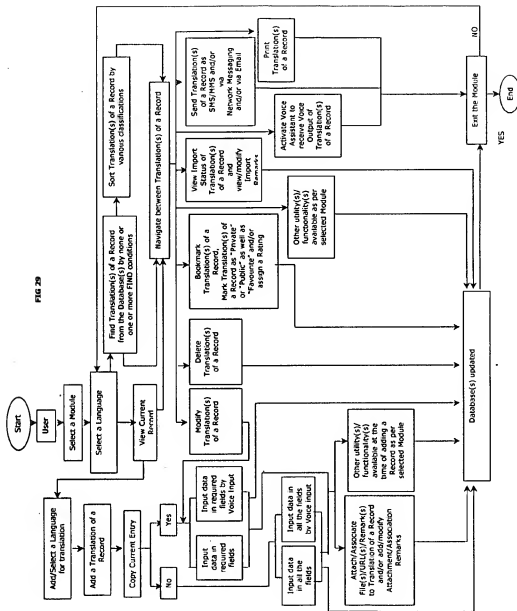 FIG 29
Start
User
Select a Module
Select a Language
View Current
Record
Add/Select a Language
for translation
Add a Translation of a
Record
Copy Current Entry
Yes
No
Input
data in
required
fields
Input data
in required
fields by
Voice Input
Input data
in all the
fields
Input data in
all the fields
by Voice Input
Attach/Associate
File(s)/URL(s)/Remark(s)
to Translation of a Record
and/or add/modify
Attachment/Association
Remarks
Other utility(s)/
functionality(s)
available at the
time of adding a
Record as per
selected Module
Find Translation(s) of a Record
from the Database(s) by none or
one or more FIND conditions
Sort Translation(s) of a Record by
various classifications
Navigate between Translation(s) of a Record
Modify
Translation(s)
of a Record
Delete
Translation(s)
of a Record
Bookmark
Translation(s) of a
Record,
Mark Translation(s) of
a Record as "Private"
or "Public" as well as
"Favourite" and/or
assign a Rating
Other utility(s)/
functionality(s)
available as per
selected Module
View Import
Status of
Translation(s)
of a Record
and
view/modify
Import
Remarks
Activate Voice
Assistant to
receive Voice
Output of
Translation(s)
of a Record
Send Translation(s)
of a Record as
SMS/MMS and/or
via
Network Messaging
and/or via Email
Print
Translation(s)
of a Record
Database(s) updated
Exit the Module
NO
YES
End